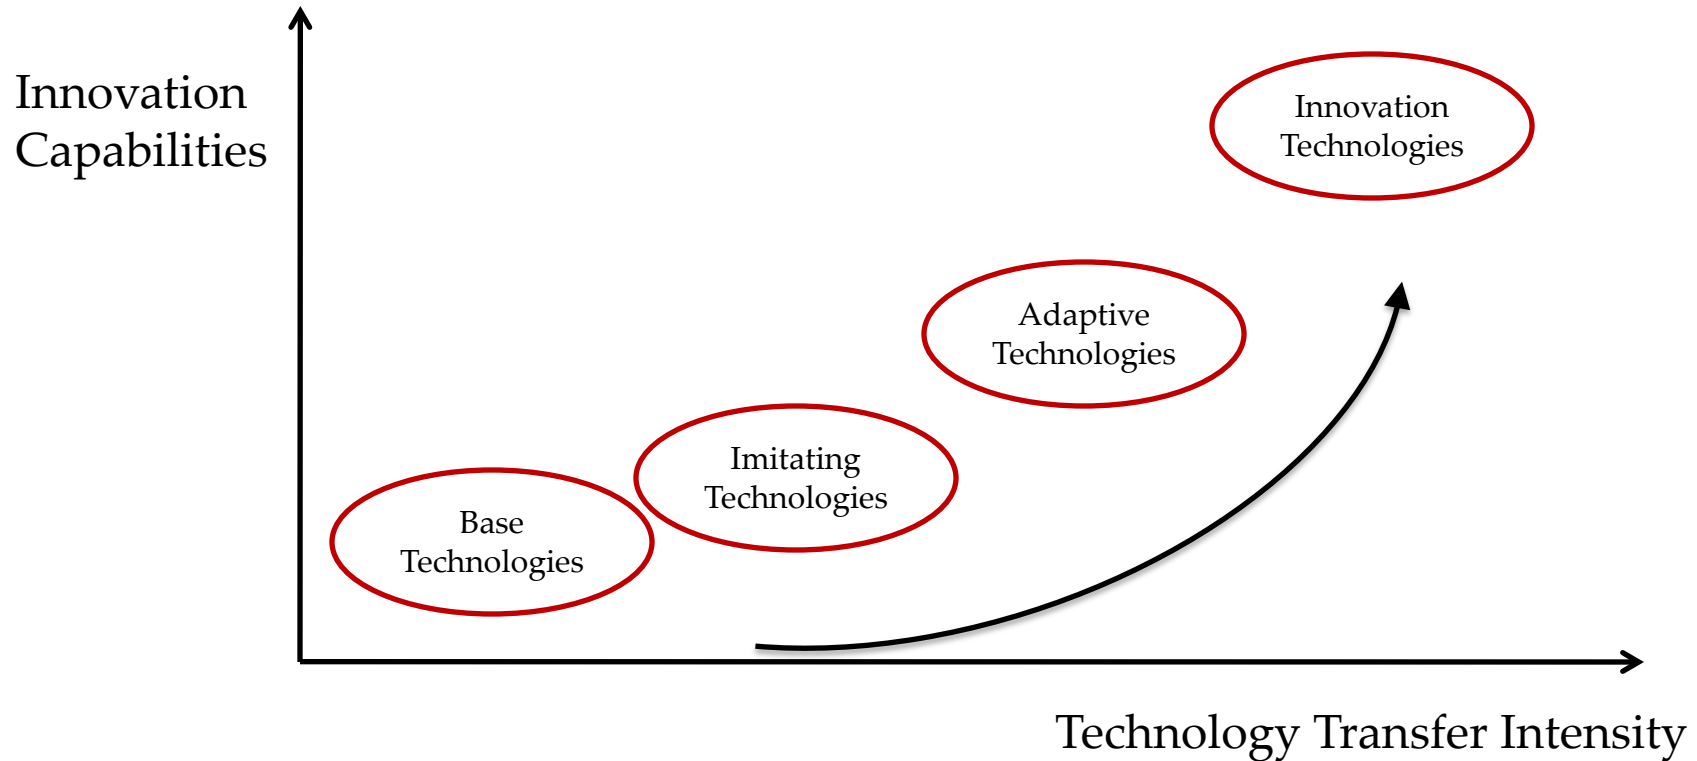 Innovation
Capabilities
Innovation
Technologies
Adaptive
Technologies
Imitating
Technologies
Base
Technologies
Technology Transfer Intensity